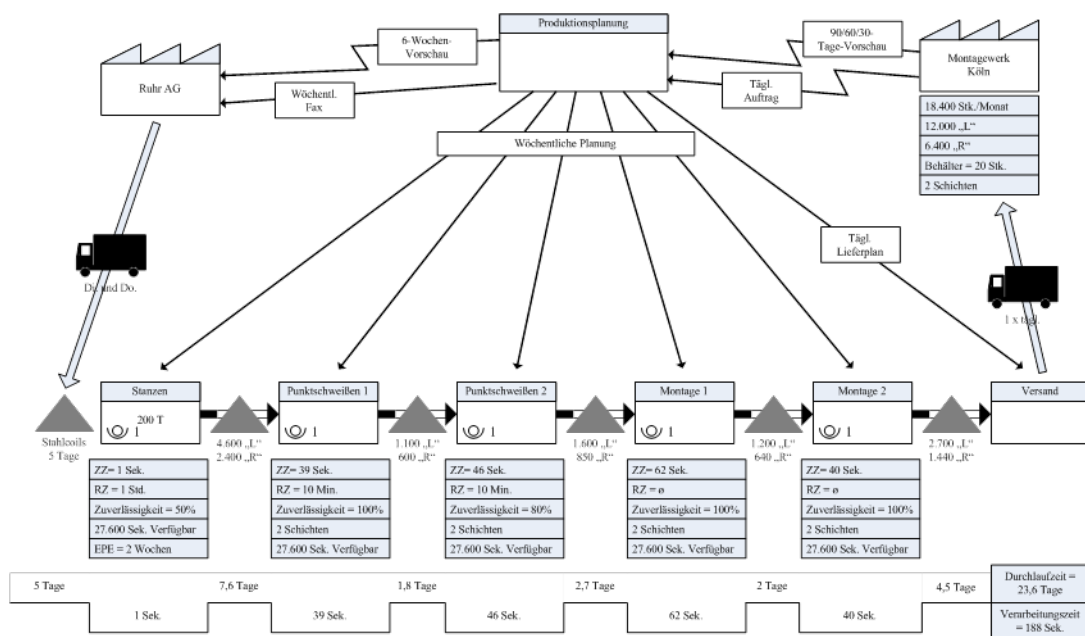 Produktionsplanung
6-Wochen-
Vorschau
90/60/30-
Tage-Vorschau
Ruhr AG
Montagewerk
Köln
Wöchentl.
Fax
Tägl.
Auftrag
18.400 Stk./Monat
12.000 „L“
6.400 „R“
Behälter = 20 Stk.
2 Schichten
Wöchentliche Planung
Tägl.
Lieferplan
Di. und Do.
1 x tägl.
Stanzen
200 T
1
Punktschweißen 1
1
Punktschweißen 2
1
Montage 1
1
Montage 2
1
Versand
Stahlcoils
5 Tage
4.600 „L“
2.400 „R“
1.100 „L“
600 „R“
1.600 „L“
850 „R“
1.200 „L“
640 „R“
2.700 „L“
1.440 „R“
ZZ= 1 Sek.
RZ = 1 Std.
Zuverlässigkeit = 50%
27.600 Sek. Verfügbar
EPE = 2 Wochen
ZZ= 39 Sek.
RZ = 10 Min.
Zuverlässigkeit = 100%
2 Schichten
27.600 Sek. Verfügbar
ZZ= 46 Sek.
RZ = 10 Min.
Zuverlässigkeit = 80%
2 Schichten
27.600 Sek. Verfügbar
ZZ= 62 Sek.
RZ = ø
Zuverlässigkeit = 100%
2 Schichten
27.600 Sek. Verfügbar
ZZ= 40 Sek.
RZ = ø
Zuverlässigkeit = 100%
2 Schichten
27.600 Sek. Verfügbar
5 Tage
1 Sek.
7,6 Tage
39 Sek.
1,8 Tage
46 Sek.
2,7 Tage
62 Sek.
2 Tage
40 Sek.
4,5 Tage
Durchlaufzeit =
23,6 Tage
Verarbeitungszeit
= 188 Sek.